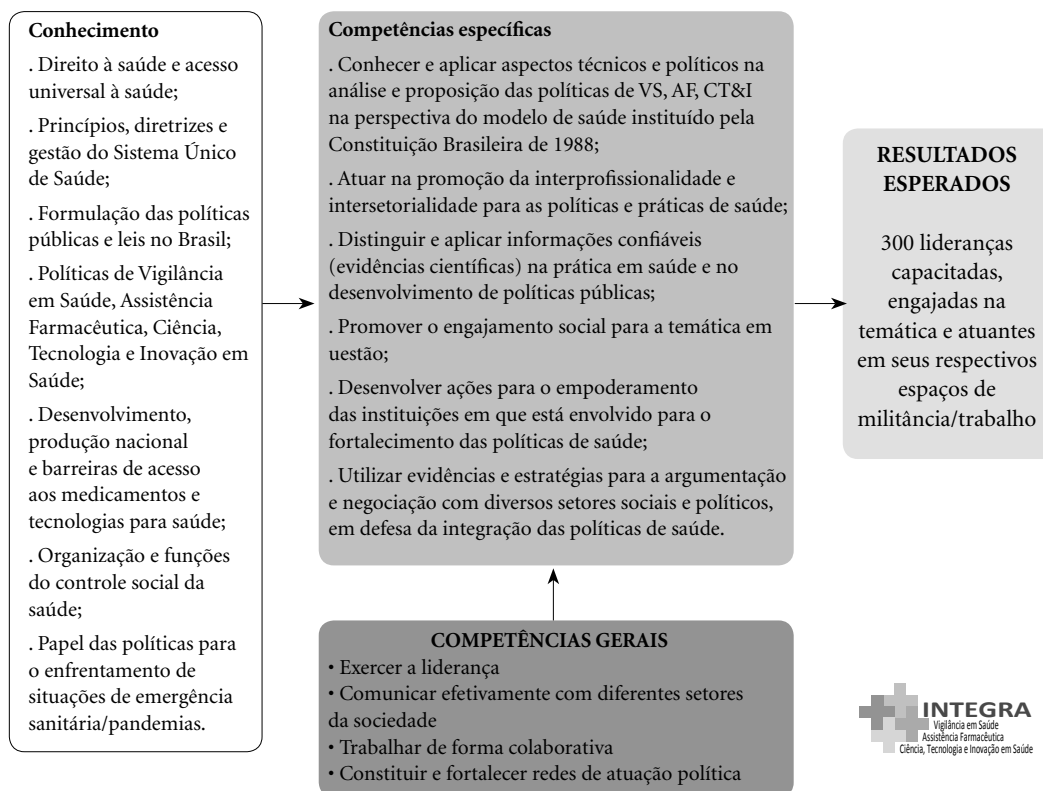 Conhecimento
. Direito à saúde e acesso
universal à saúde;
. Princípios, diretrizes e
gestão do Sistema Único
de Saúde;
. Formulação das políticas
públicas e leis no Brasil;
. Políticas de Vigilância
em Saúde, Assistência
Farmacêutica, Ciência,
Tecnologia e Inovação em
Saúde;
. Desenvolvimento,
produção nacional
e barreiras de acesso
aos medicamentos e
tecnologias para saúde;
. Organização e funções
do controle social da
saúde;
. Papel das políticas para
o enfrentamento de
situações de emergência
sanitária/pandemias.
Competências específicas
. Conhecer e aplicar aspectos técnicos e políticos na
análise e proposição das políticas de VS, AF, CT&I
na perspectiva do modelo de saúde instituído pela
Constituição Brasileira de 1988;
. Atuar na promoção da interprofissionalidade e
intersetorialidade para as políticas e práticas de saúde;
. Distinguir e aplicar informações confiáveis
(evidências científicas) na prática em saúde e no
desenvolvimento de políticas públicas;
. Promover o engajamento social para a temática em
uestão;
. Desenvolver ações para o empoderamento
das instituições em que está envolvido para o
fortalecimento das políticas de saúde;
. Utilizar evidências e estratégias para a argumentação
e negociação com diversos setores sociais e políticos,
em defesa da integração das políticas de saúde.
COMPETÊNCIAS GERAIS
• Exercer a liderança
• Comunicar efetivamente com diferentes setores
da sociedade
• Trabalhar de forma colaborativa
• Constituir e fortalecer redes de atuação política
RESULTADOS
ESPERADOS
300 lideranças
capacitadas,
engajadas na
temática e atuantes
em seus respectivos
espaços de
militância/trabalho
INTEGRA
Vigilância em Saúde
Assistência Farmacêutica
Ciência, Tecnologia e Inovação em Saúde